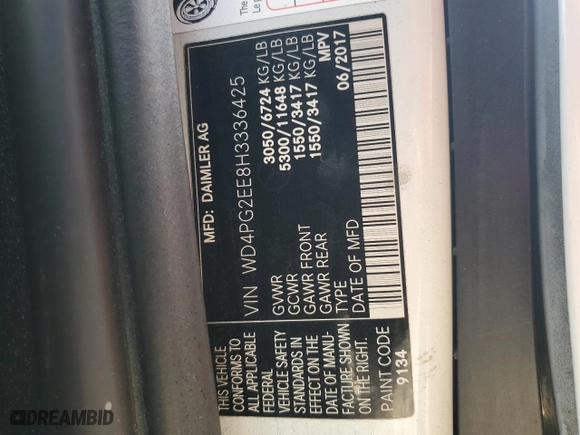 The
Le p
MFD: DAIMLER AG
VIN WD4PG2EE8H3336425
GVWR 3050/6724 KG/LB
GCWR 5300/11648 KG/LB
GAWR FRONT 1550/3417 KG/LB
GAWR REAR 1550/3417 KG/LB
TYPE MPV
DATE OF MFD 06/2017
THIS VEHICLE
CONFORMS TO
ALL APPLICABLE
FEDERAL
VEHICLE SAFETY
STANDARDS IN
EFFECT ON THE
DATE OF MANU-
FACTURE SHOWN
ON THE RIGHT.
PAINT CODE
9134
DREAMBID